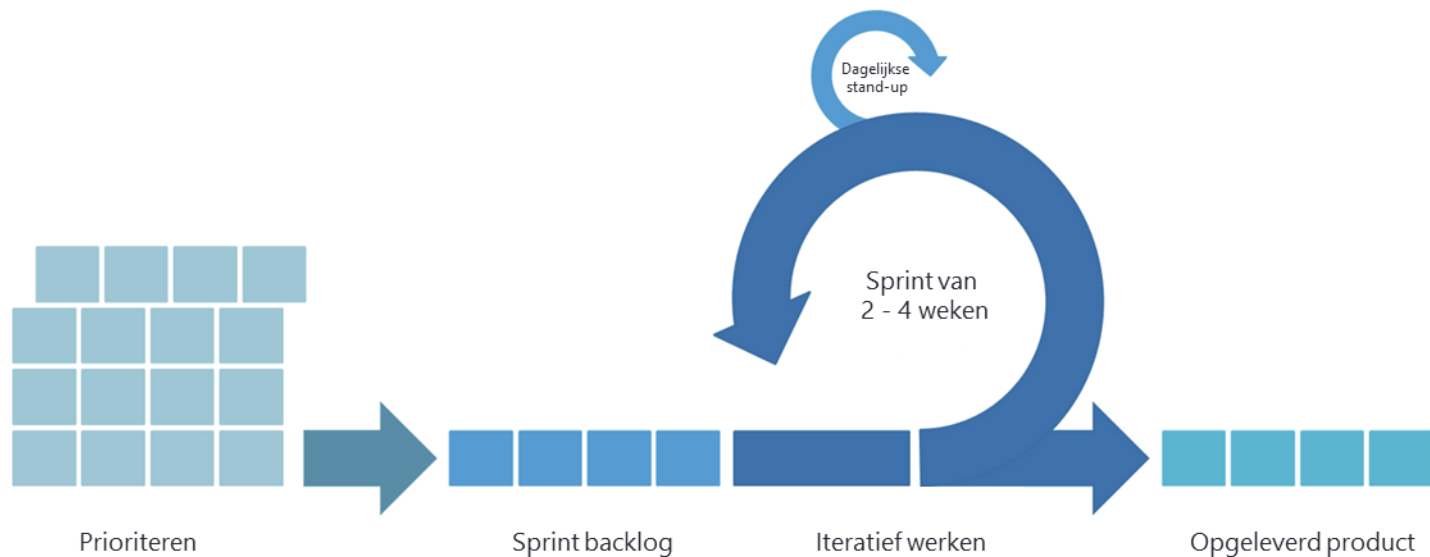 Dagelijkse
stand-up
Sprint van
2 - 4 weken
Prioriteren
Sprint backlog
Iteratief werken
Opgeleverd product